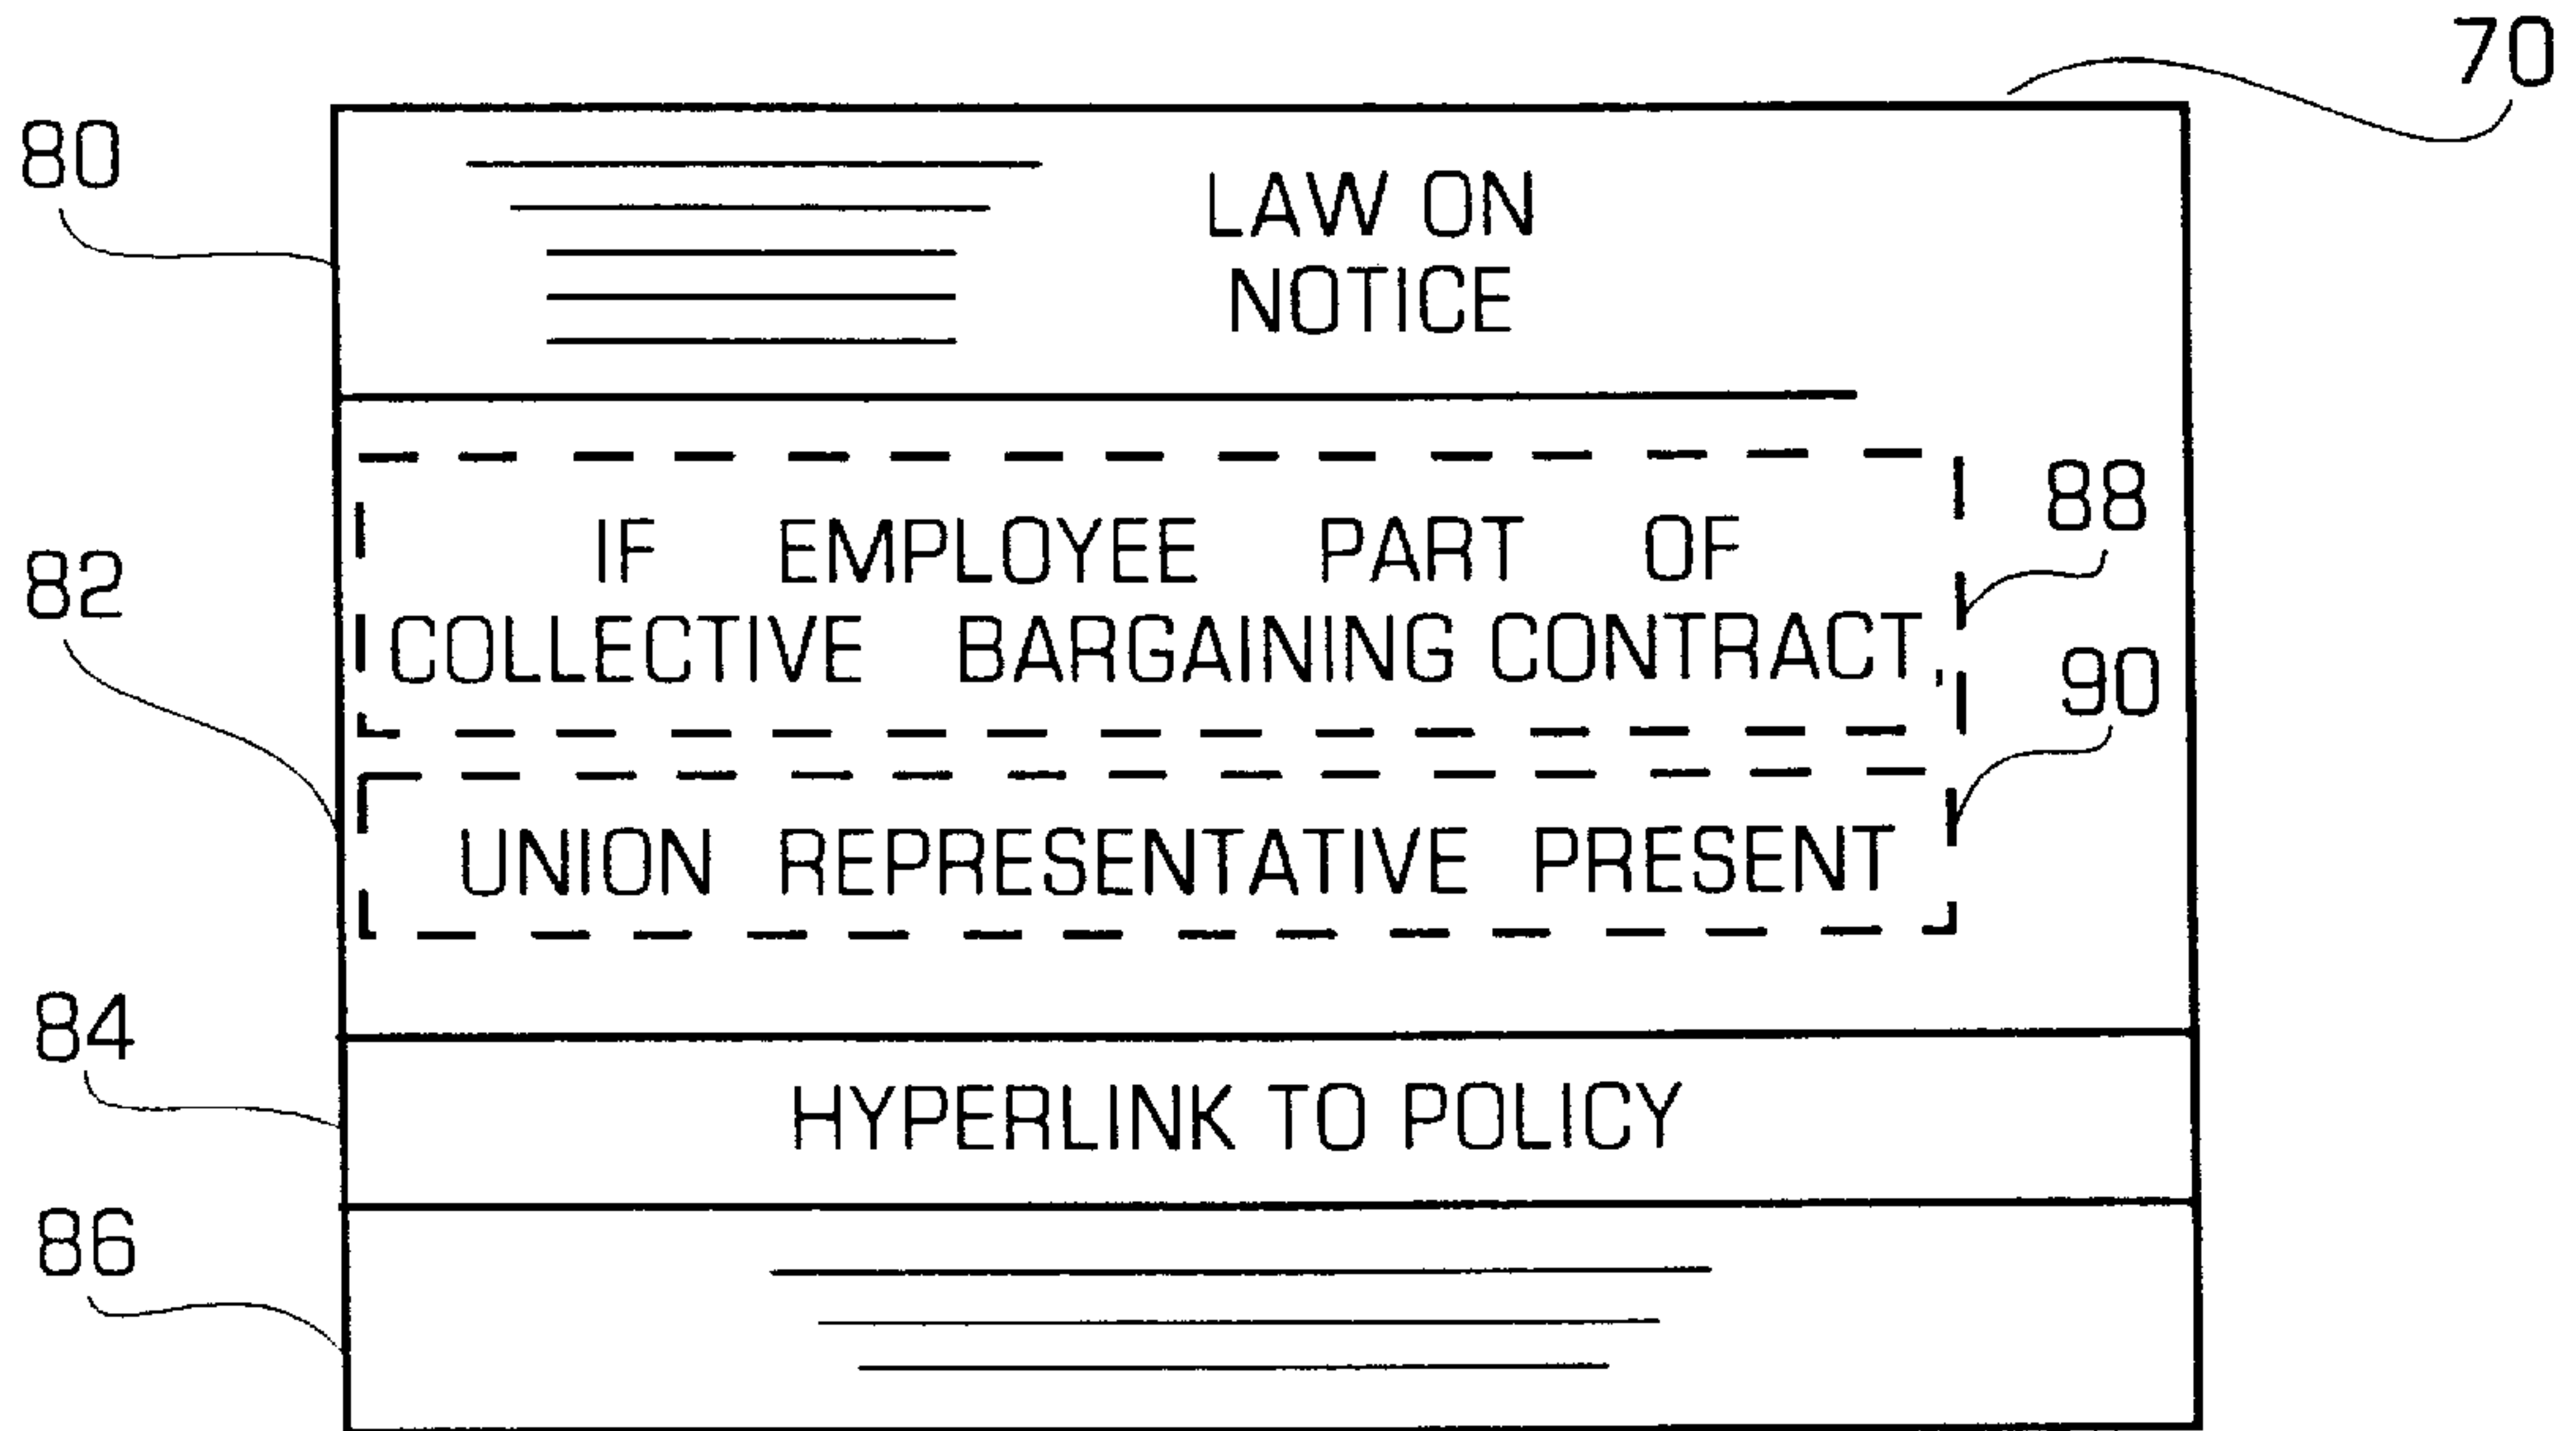 70
80
LAW ON
NOTICE
IF EMPLOYEE PART OF
88
82
COLLECTIVE BARGAINING CONTRACT
90
UNION REPRESENTATIVE PRESENT
84
HYPERLINK TO POLICY
86